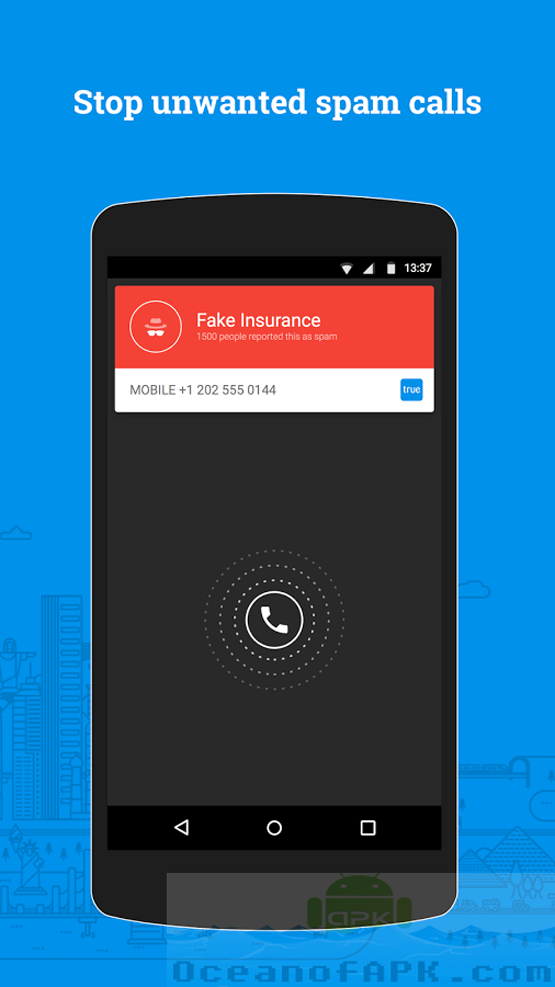 Stop unwanted spam calls
13:37
Fake Insurance
1500 people reported this as spam
MOBILE +1 202 555 0144
true
apk
OceanofAPK.com